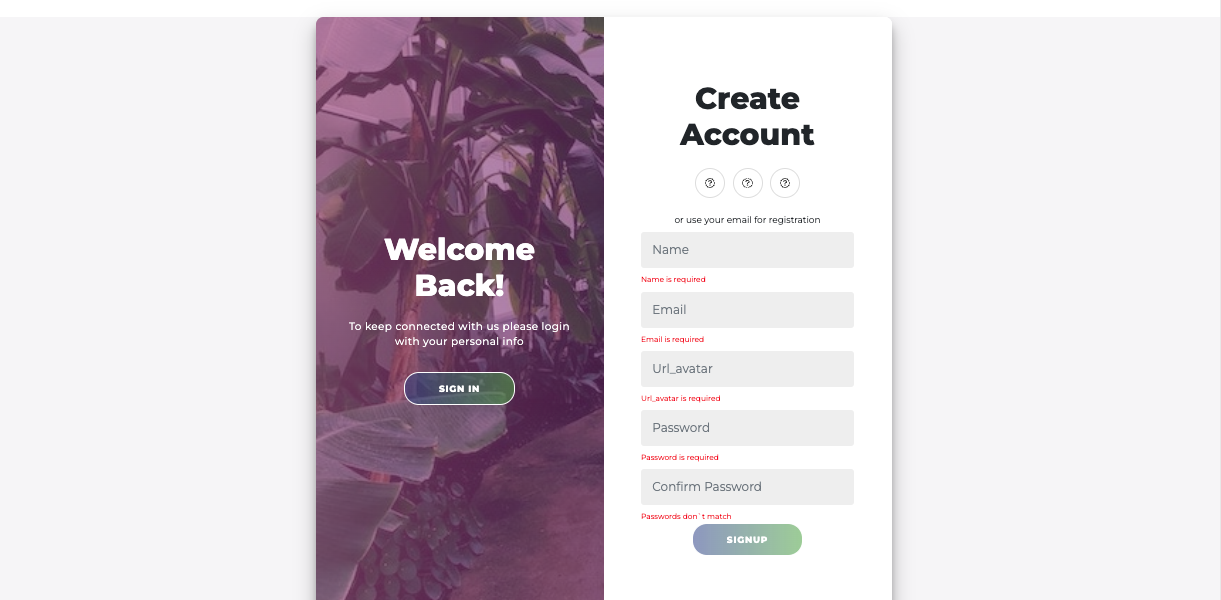 Welcome
Back!
To keep connected with us please login
with your personal info
SIGN IN
Create
Account
or use your email for registration
Name
Name is required
Email
Email is required
Url_avatar
Url_avatar is required
Password
Password is required
Confirm Password
Passwords don`t match
SIGNUP